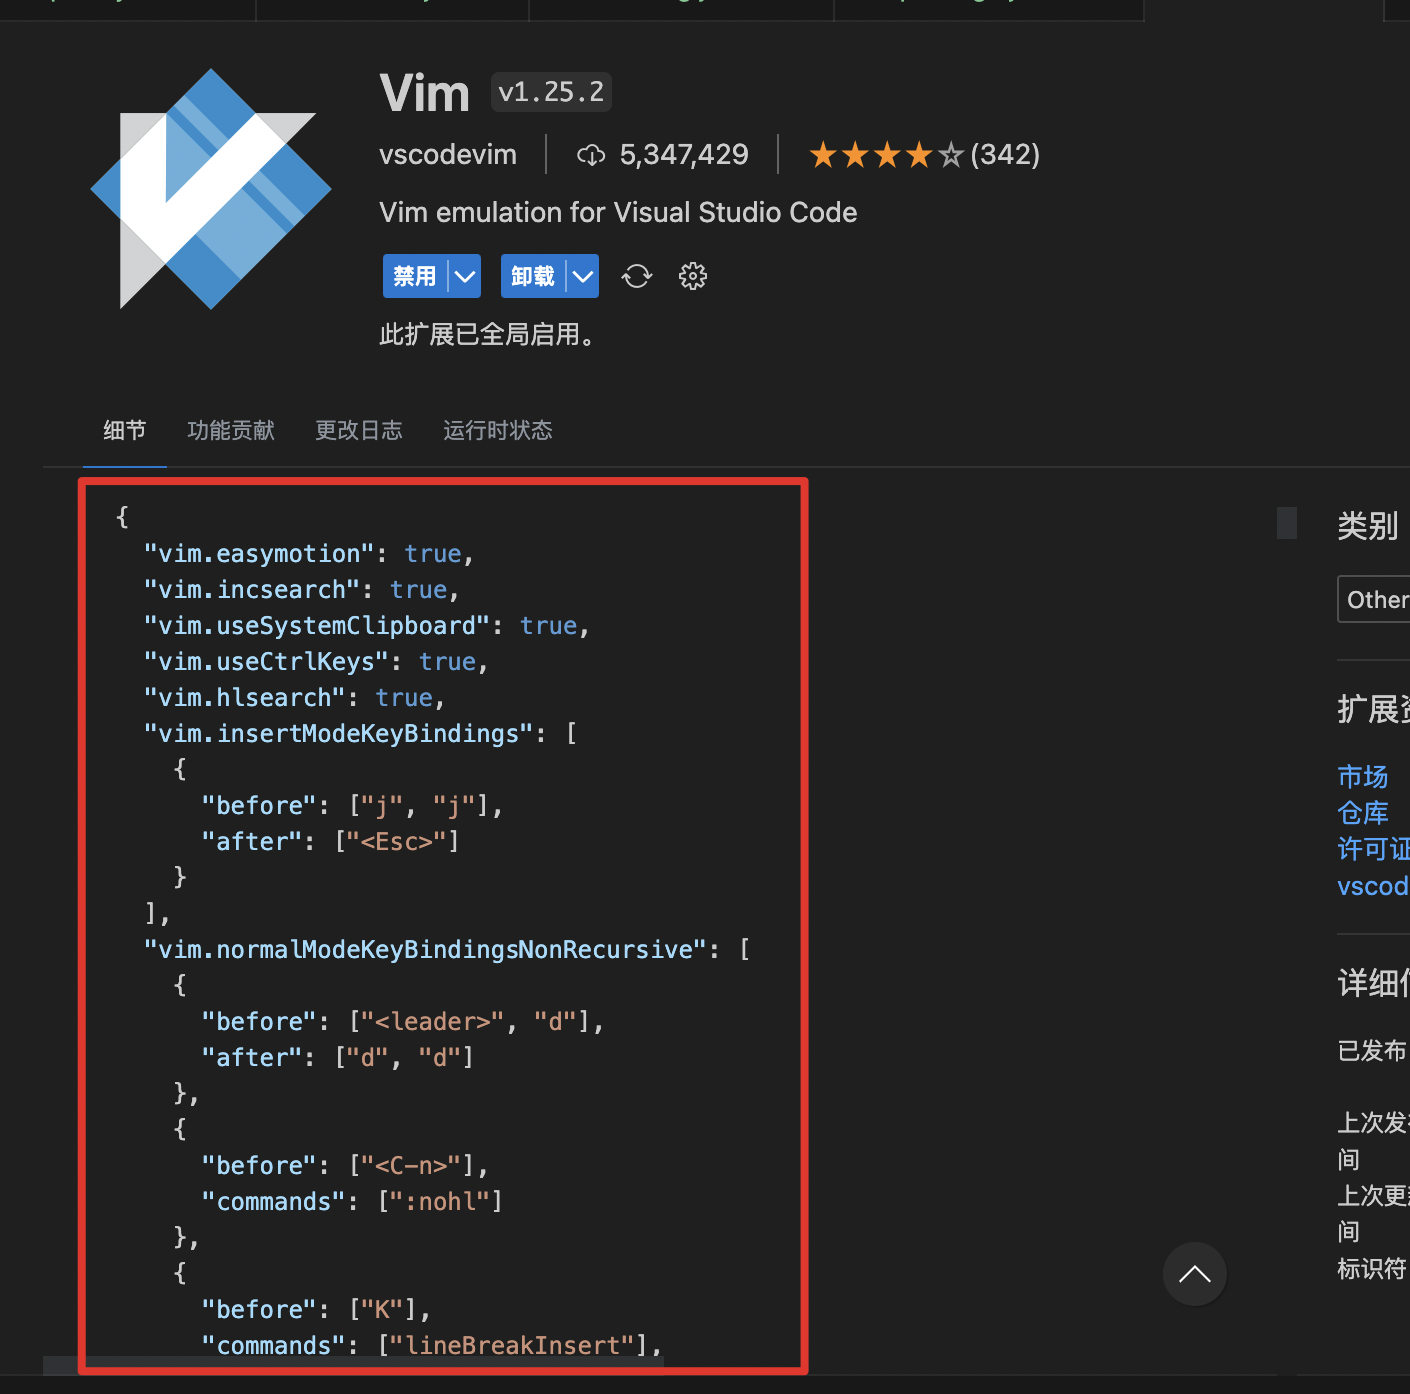 Vim v1.25.2
vscodevim 5,347,429 (342)
Vim emulation for Visual Studio Code
禁用 卸载
此扩展已全局启用。
细节 功能贡献 更改日志 运行时状态
{
"vim.easymotion": true,
"vim.incsearch": true,
"vim.useSystemClipboard": true,
"vim.useCtrlKeys": true,
"vim.hlsearch": true,
"vim.insertModeKeyBindings": [
{
"before": ["j", "j"],
"after": ["<Esc>"]
}
],
"vim.normalModeKeyBindingsNonRecursive": [
{
"before": ["<leader>", "d"],
"after": ["d", "d"]
},
{
"before": ["<C-n>"],
"commands": [":nohl"]
},
{
"before": ["K"],
"commands": ["lineBreakInsert"],
类别
Other
扩展
市场
仓库
许可证
vscod
详细
已发布
上次发
间
上次更
间
标识符